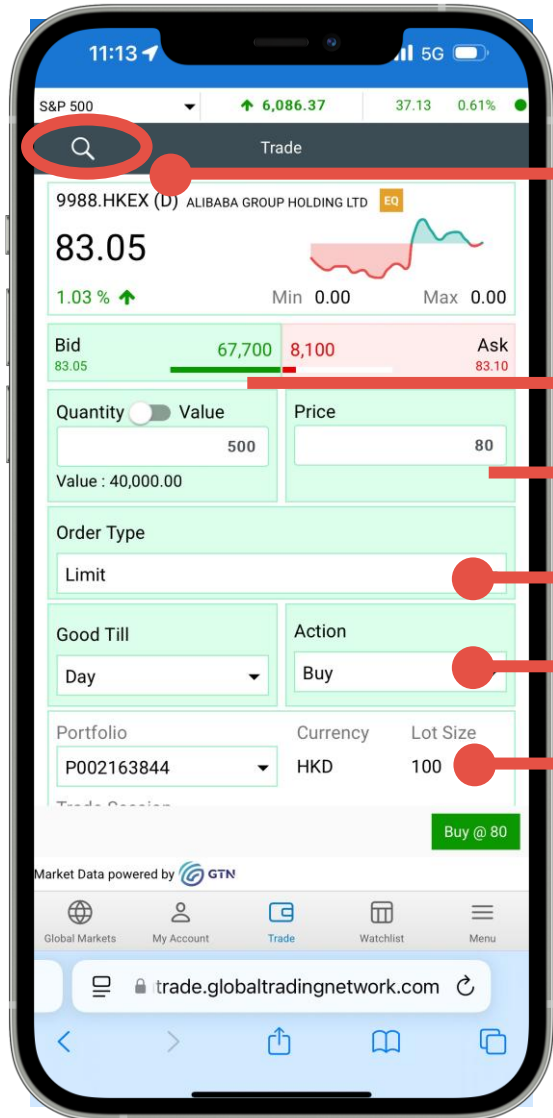 11:13 5G
S&P 500 6,086.37 37.13 0.61%
Trade
9988.HKEX (D) ALIBABA GROUP HOLDING LTD EQ
83.05
1.03 % Min 0.00 Max 0.00
Bid 67,700 8,100 Ask
83.05 83.10
Quantity Value Price
500 80
Value : 40,000.00
Order Type
Limit
Good Till Action
Day Buy
Portfolio Currency Lot Size
P002163844 HKD 100
Trade Session
Buy @ 80
Market Data powered by GTN
Global Markets My Account Trade Watchlist Menu
trade.globaltradingnetwork.com